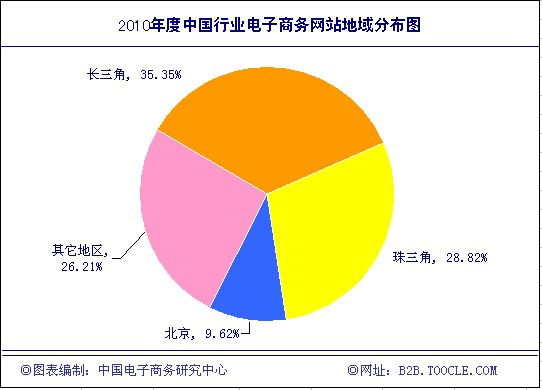 2010年度中国行业电子商务网站地域分布图
长三角, 35.35%
珠三角, 28.82%
其它地区,
26.21%
北京, 9.62%
◎图表编制：中国电子商务研究中心 ◎网址：B2B.TOOCLE.COM